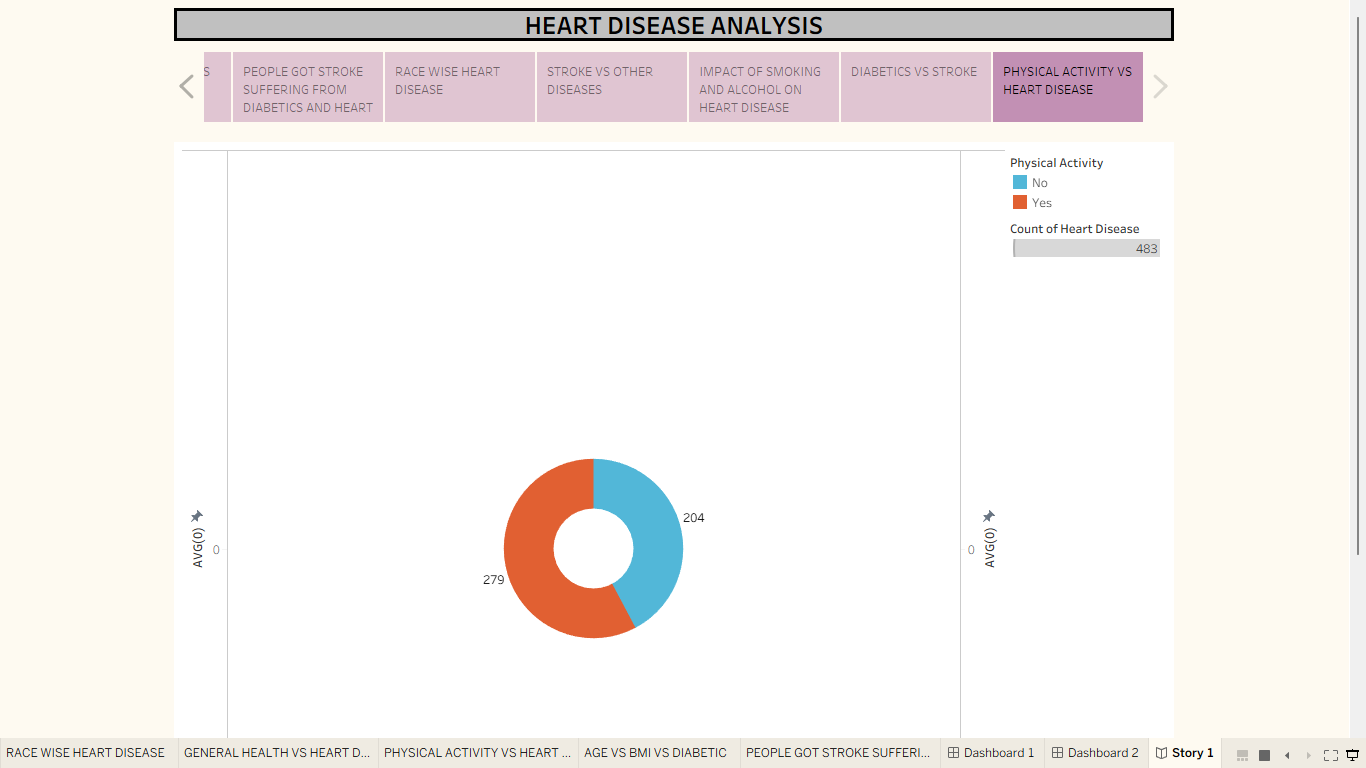 HEART DISEASE ANALYSIS
S
PEOPLE GOT STROKE
SUFFERING FROM
DIABETICS AND HEART
RACE WISE HEART
DISEASE
STROKE VS OTHER
DISEASES
IMPACT OF SMOKING
AND ALCOHOL ON
HEART DISEASE
DIABETICS VS STROKE
PHYSICAL ACTIVITY VS
HEART DISEASE
Physical Activity
No
Yes
Count of Heart Disease
483
204
279
AVG(0)
0
0
AVG(0)
RACE WISE HEART DISEASE
GENERAL HEALTH VS HEART D...
PHYSICAL ACTIVITY VS HEART ...
AGE VS BMI VS DIABETIC
PEOPLE GOT STROKE SUFFERI...
Dashboard 1
Dashboard 2
Story 1